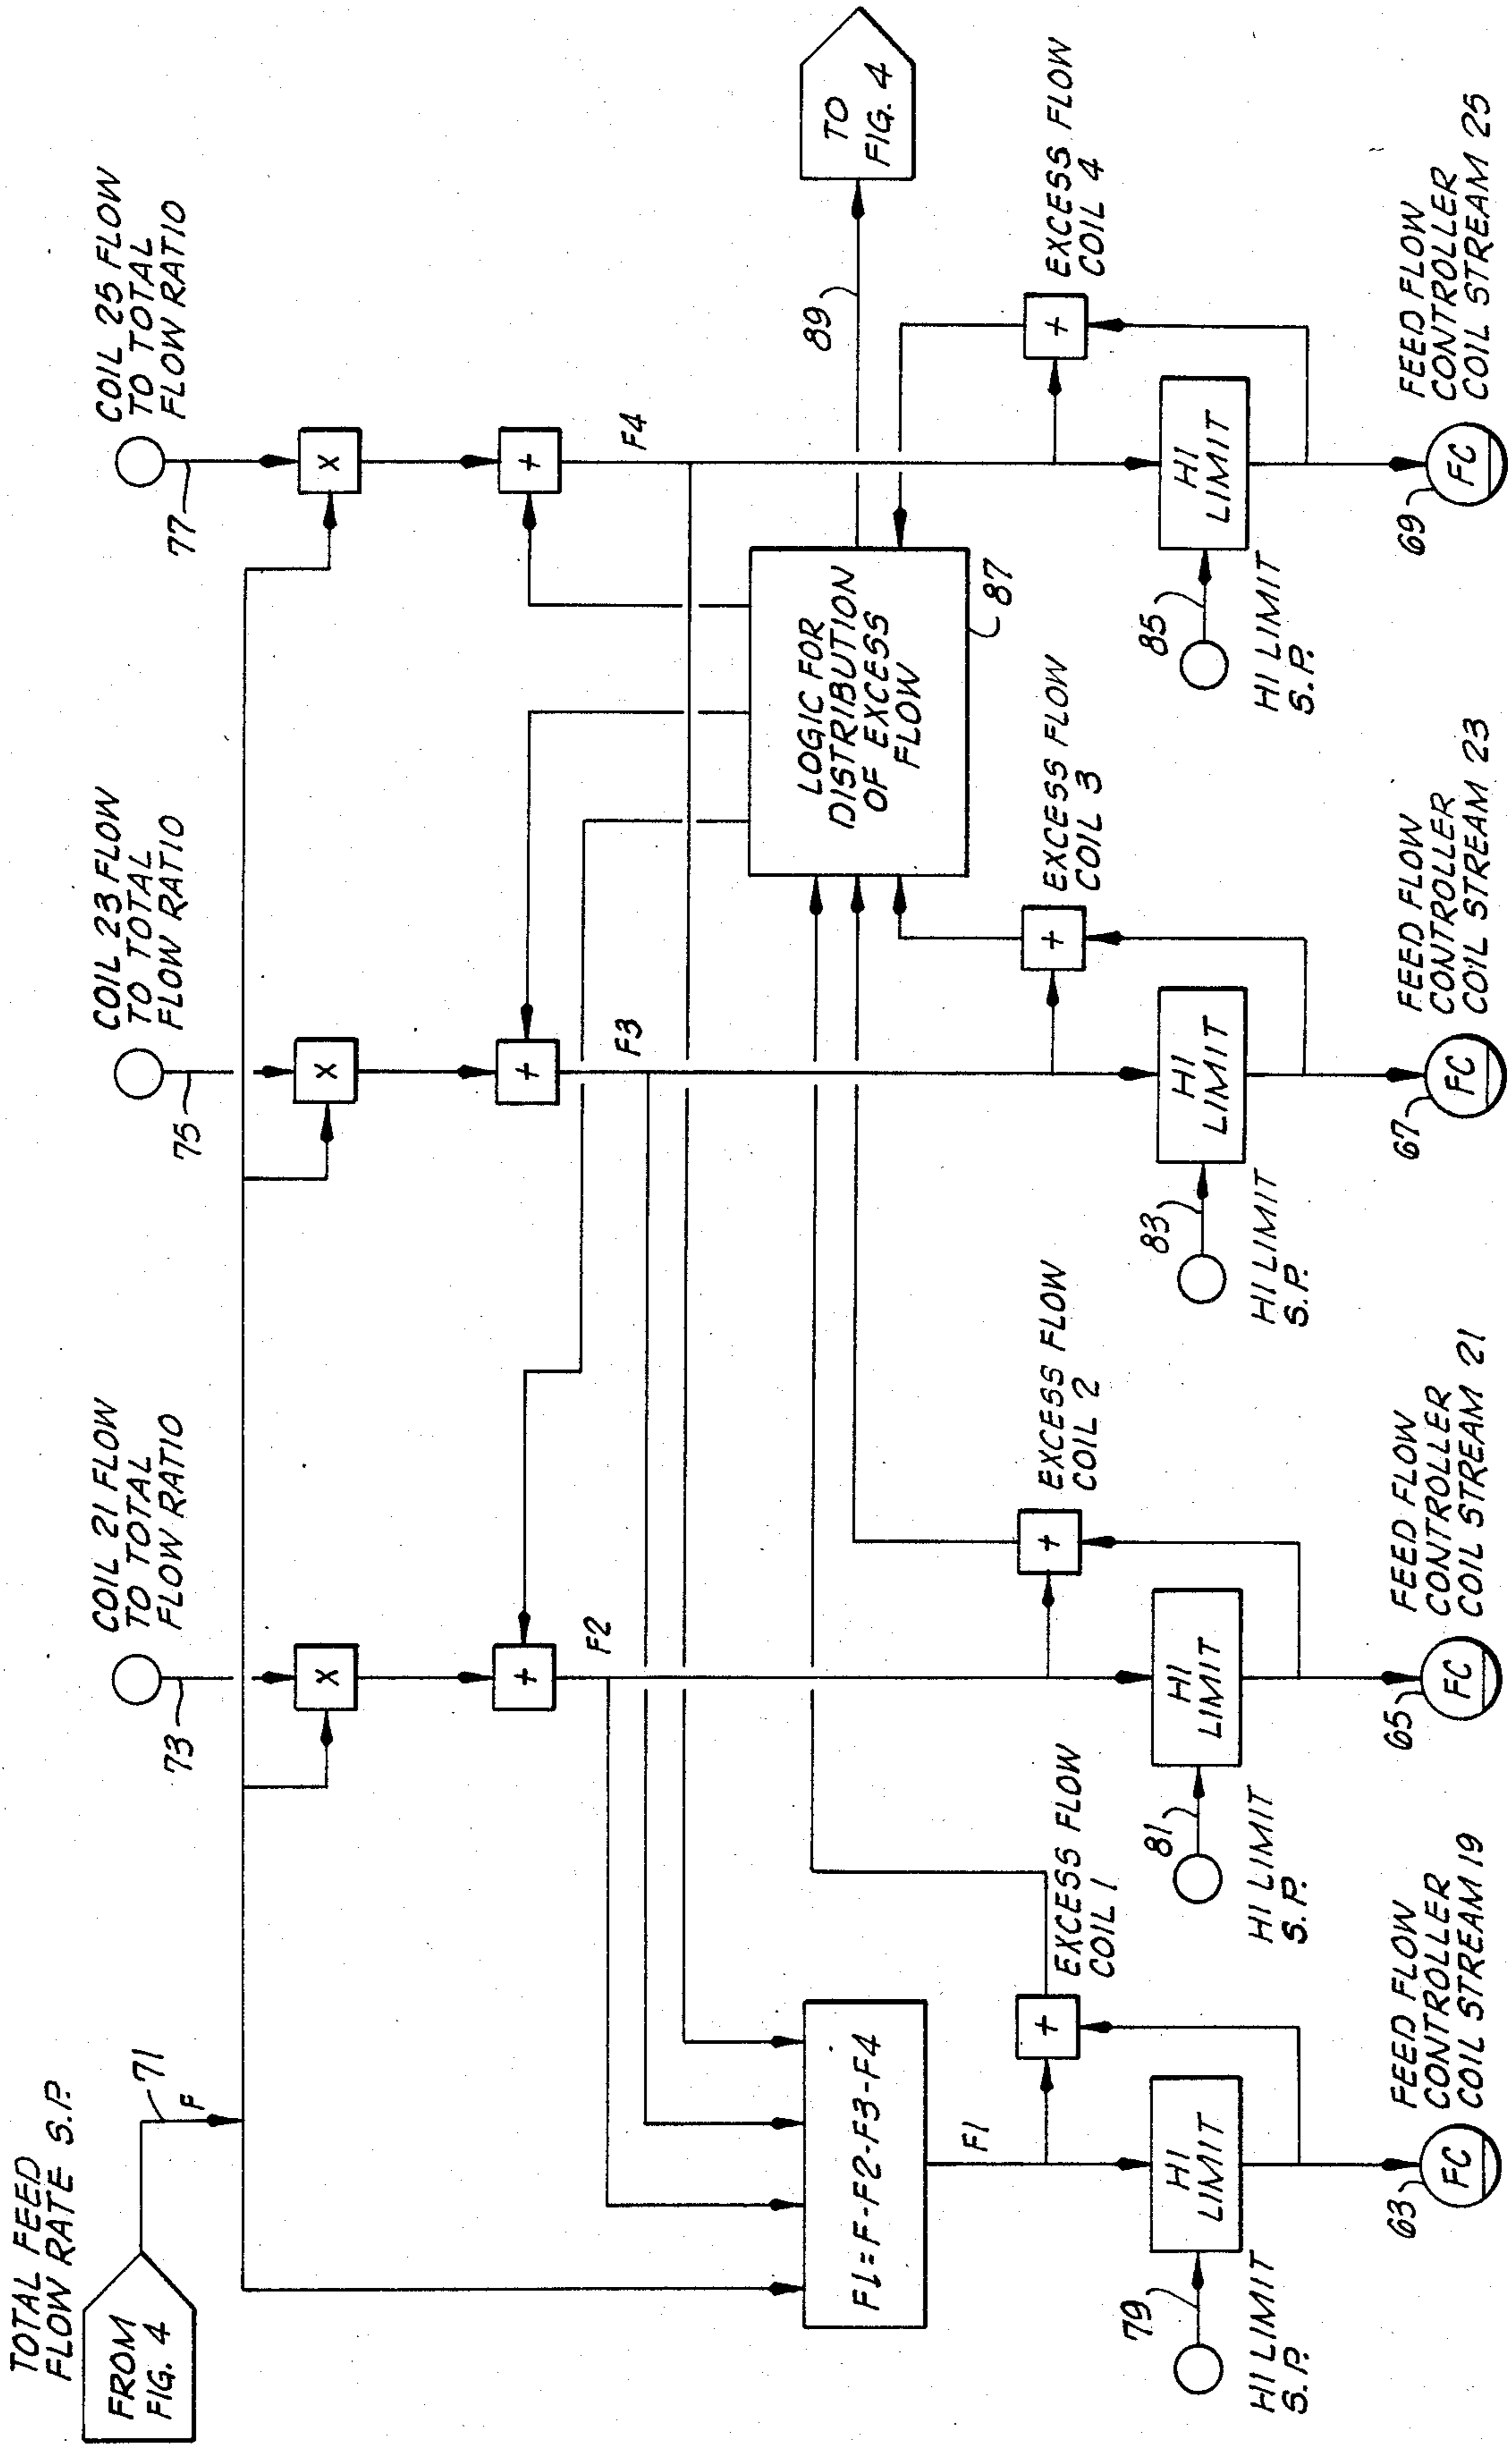 TOTAL FEED
FLOW RATE S.P.
FROM
FIG. 4
71
F
COIL 21 FLOW
TO TOTAL
FLOW RATIO
73
COIL 23 FLOW
TO TOTAL
FLOW RATIO
75
COIL 25 FLOW
TO TOTAL
FLOW RATIO
77
X
X
X
+
+
+
F2
F3
F4
LOGIC FOR
DISTRIBUTION
OF EXCESS
FLOW
87
89
TO
FIG. 4
F1=F-F2-F3-F4
F1
+
EXCESS FLOW
COIL 1
+
EXCESS FLOW
COIL 2
+
EXCESS FLOW
COIL 3
+
EXCESS FLOW
COIL 4
79
HI LIMIT
S.P.
HI
LIMIT
81
HI LIMIT
S.P.
HI
LIMIT
83
HI LIMIT
S.P.
HI
LIMIT
85
HI LIMIT
S.P.
HI
LIMIT
63
FC
FEED FLOW
CONTROLLER
COIL STREAM 19
65
FC
FEED FLOW
CONTROLLER
COIL STREAM 21
67
FC
FEED FLOW
CONTROLLER
COIL STREAM 23
69
FC
FEED FLOW
CONTROLLER
COIL STREAM 25